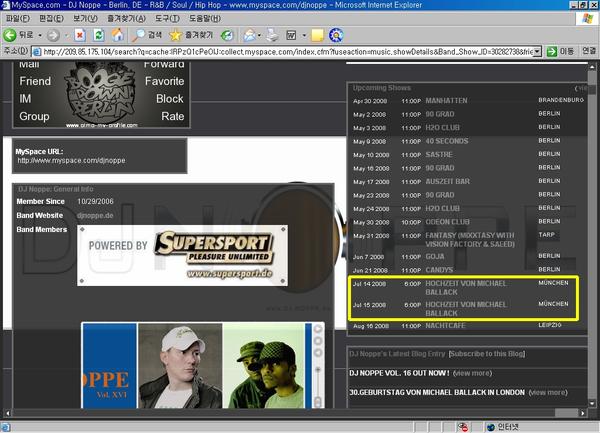 MySpace.com - DJ Noppe - Berlin, DE - R&B / Soul / Hip Hop - www.myspace.com/djnoppe - Microsoft Internet Explorer
파일(F) 편집(E) 보기(V) 즐겨찾기(A) 도구(T) 도움말(H)
뒤로 검색 즐겨찾기
주소(D) http://209.85.175.104/search?q=cache:IRPzQ1cPeOIJ:collect.myspace.com/index.cfm?fuseaction=music.showDetails&Band_Show_ID=30282738&frie 이동 연결
Mail Forward
Friend Favorite
IM Block
Group Rate
BOOGIE DOWN BERLIN
www.pimp-my-profile.com
MySpace URL:
http://www.myspace.com/djnoppe
DJ Noppe: General Info
Member Since 10/29/2006
Band Website djnoppe.de
Band Members
POWERED BY SUPERSPORT
PLEASURE UNLIMITED
www.supersport.de
DJ NOPPE
WWW.DJ-NOPPE.DE
OPPE
Vol. XVI
Upcoming Shows (vie
Apr 30 2008 11:00P MANHATTEN BRANDENBURG
May 2 2008 11:00P 90 GRAD BERLIN
May 3 2008 11:00P H2O CLUB BERLIN
May 9 2008 11:00P 40 SECONDS BERLIN
May 10 2008 11:00P SASTRE BERLIN
May 16 2008 11:00P 90 GRAD BERLIN
May 17 2008 11:00P AUSZEIT BAR BERLIN
May 23 2008 11:00P 90 GRAD BERLIN
May 24 2008 11:00P H2O CLUB BERLIN
May 30 2008 10:00P ODEON CLUB BERLIN
May 31 2008 11:00P FANTASY (MIXXTASY WITH TARP
VISION FACTORY & SAEED)
Jun 7 2008 11:00P GOJA BERLIN
Jun 21 2008 11:00P CANDYS BERLIN
Jul 14 2008 6:00P HOCHZEIT VON MICHAEL MÜNCHEN
BALLACK
Jul 15 2008 6:00P HOCHZEIT VON MICHAEL MÜNCHEN
BALLACK
Aug 16 2008 11:00P NACHTCAFE LEIPZIG
DJ Noppe's Latest Blog Entry [Subscribe to this Blog]
DJ NOPPE VOL. 16 OUT NOW ! (view more)
30.GEBURTSTAG VON MICHAEL BALLACK IN LONDON (view more)
인터넷